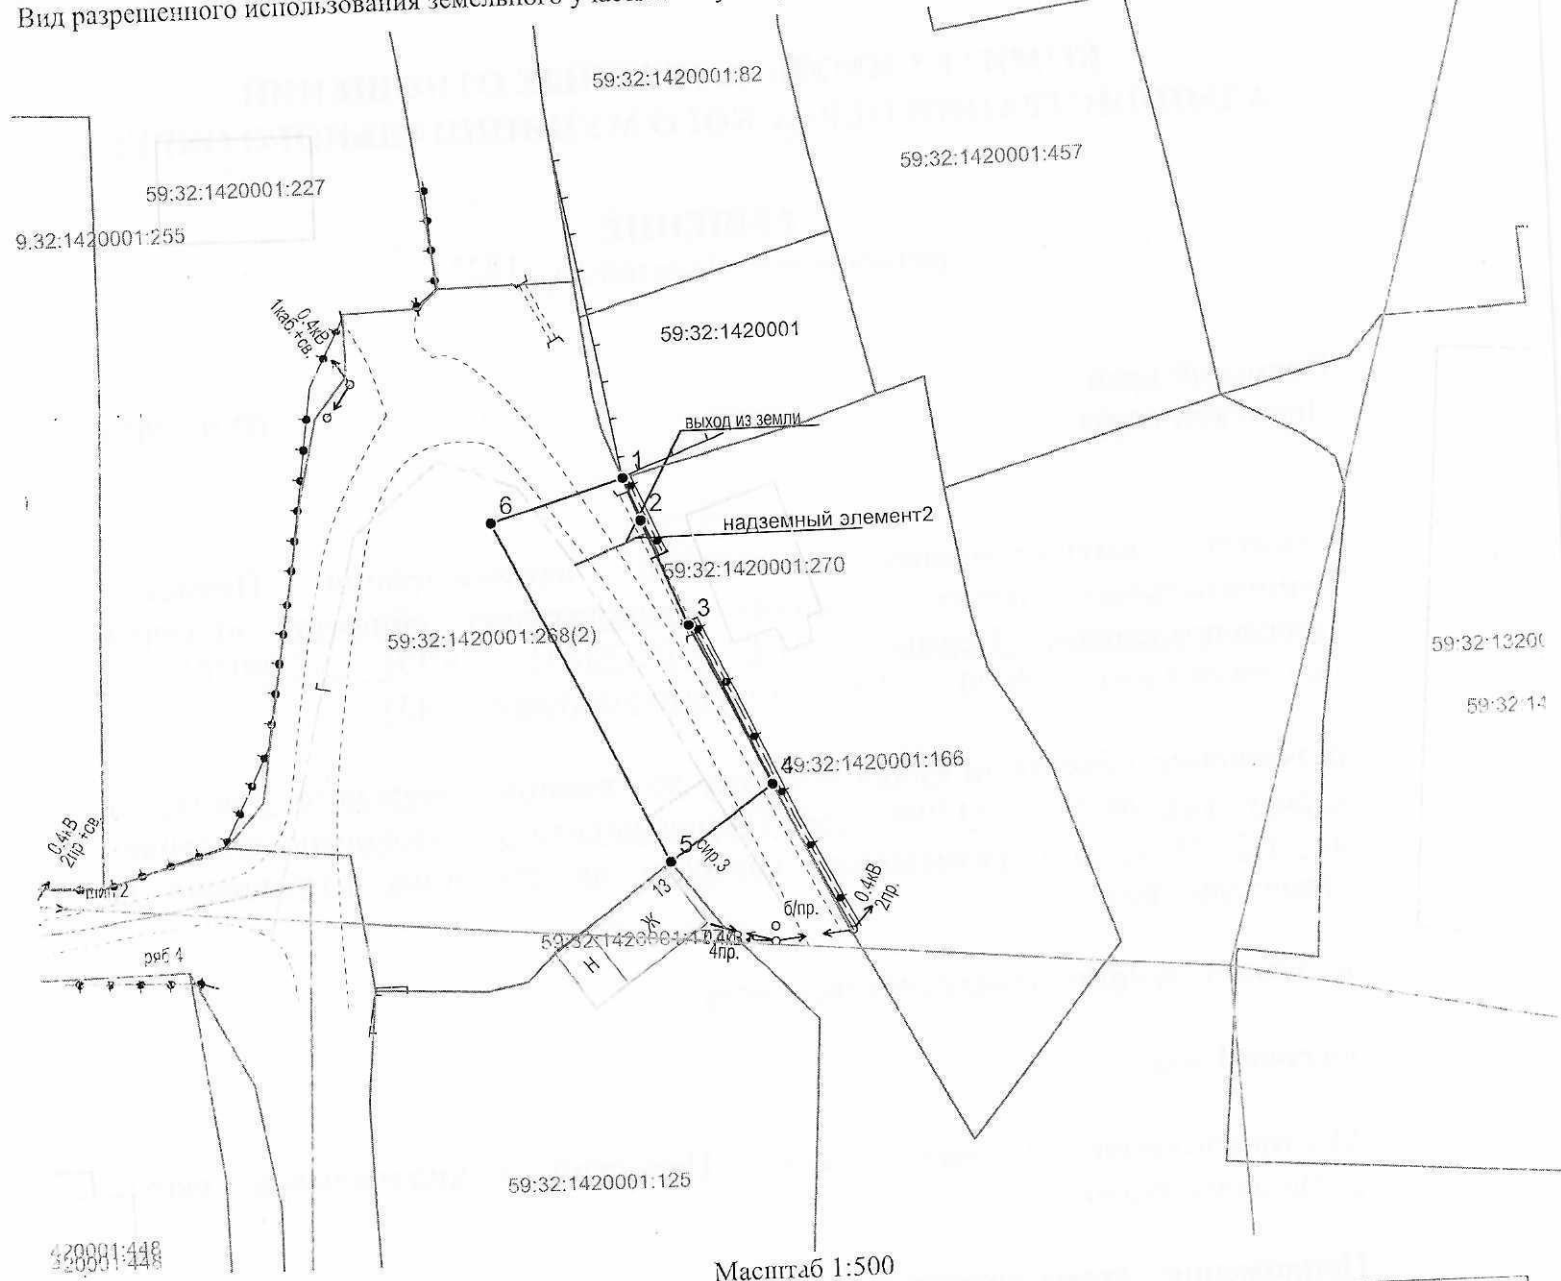 Вид разрешенного использования земельного
59:32:1420001:82
59:32:1420001:457
59:32:1420001:227
9:32:1420001:255
0.4кВ
1каб.+св.
59:32:1420001
выход из земли
1
6
2
надземный элемент2
59:32:1420001:270
3
59:32:1420001:268(2)
59:32:1320(
59:32:14
4
59:32:1420001:166
5
сир.3
13
0.4кВ
2пр +св.
0.4кВ
2пр.
б/пр.
Ж
0.4кВ
4пр.
Н
ряб 4
59:32:1420001:125
420001:448
420001:448
Масштаб 1:500